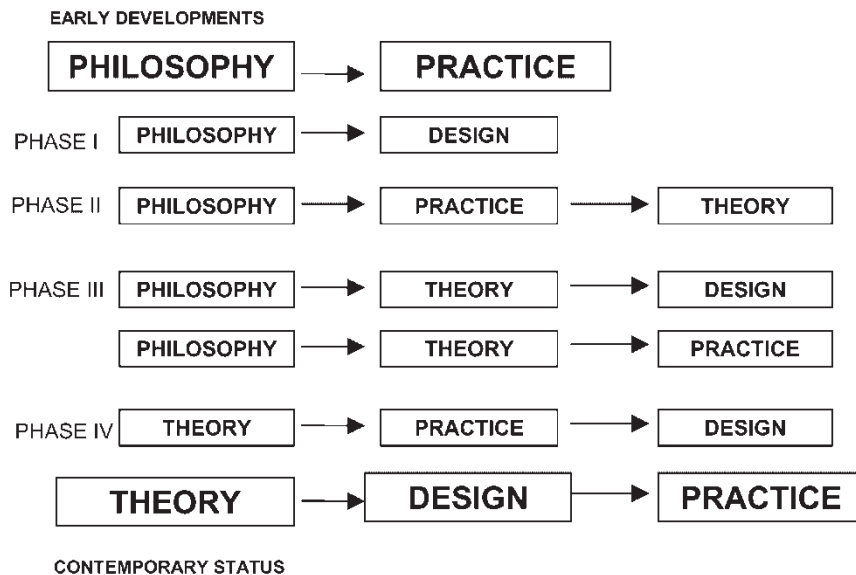 EARLY DEVELOPMENTS
PHILOSOPHY PRACTICE
PHASE I PHILOSOPHY DESIGN
PHASE II PHILOSOPHY PRACTICE THEORY
PHASE III PHILOSOPHY THEORY DESIGN
PHILOSOPHY THEORY PRACTICE
PHASE IV THEORY PRACTICE DESIGN
THEORY DESIGN PRACTICE
CONTEMPORARY STATUS